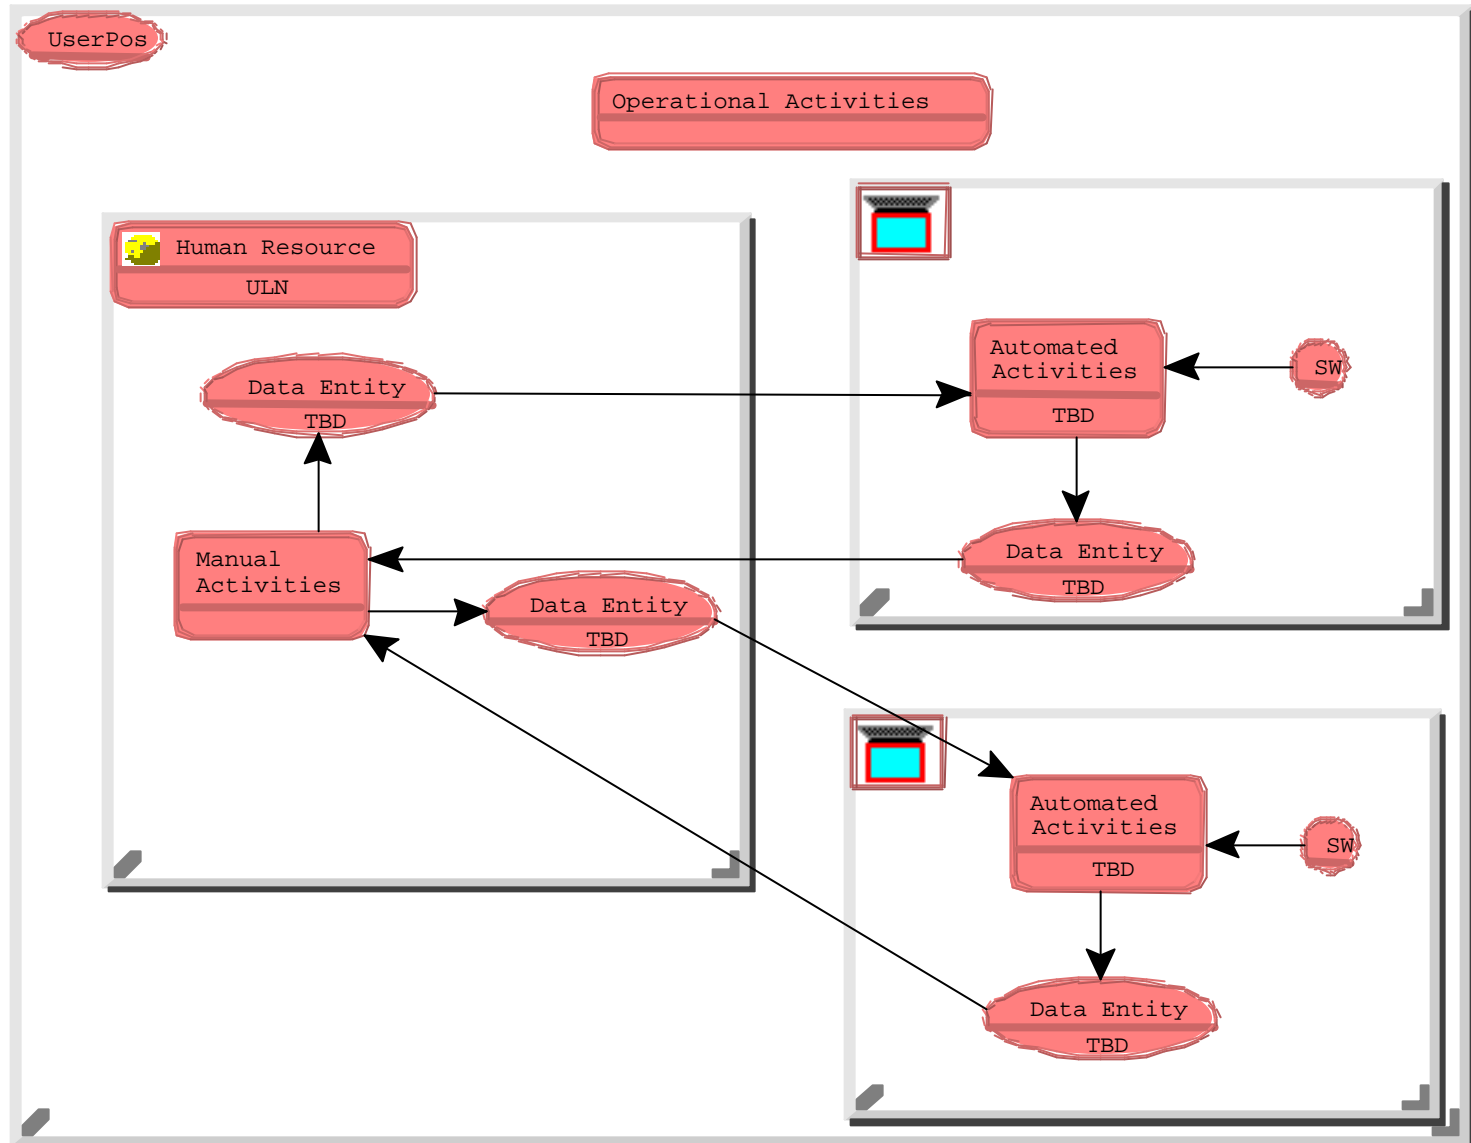 UserPos
Operational Activities
Human Resource
ULN
Data Entity
TBD
Manual
Activities
Data Entity
TBD
Automated
Activities
TBD
SW
Data Entity
TBD
Automated
Activities
TBD
SW
Data Entity
TBD